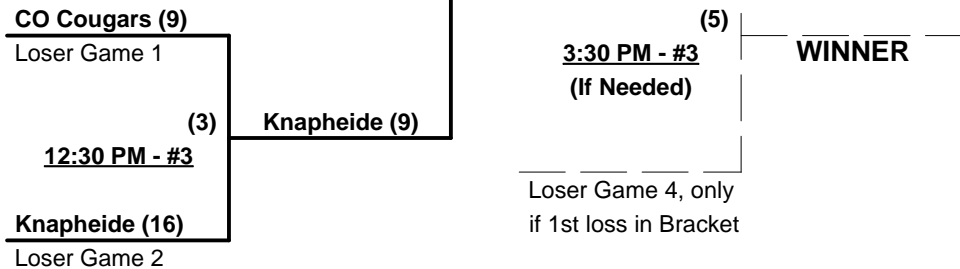 CO Cougars (9)
Loser Game 1
(3)
Knapheide (9)
12:30 PM - #3
Knapheide (16)
Loser Game 2
(5)
3:30 PM - #3
WINNER
(If Needed)
Loser Game 4, only
if 1st loss in Bracket